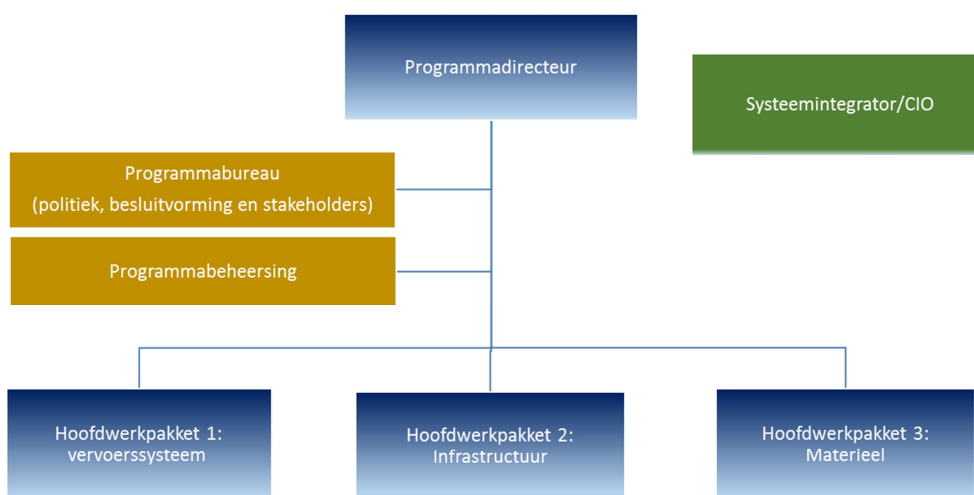 Programmadirecteur
Systeemintegrator/CIO
Programmabureau
(politiek, besluitvorming en stakeholders)
Programmabeheersing
Hoofdwerkpakket 1:
vervoerssysteem
Hoofdwerkpakket 2:
Infrastructuur
Hoofdwerkpakket 3:
Materieel